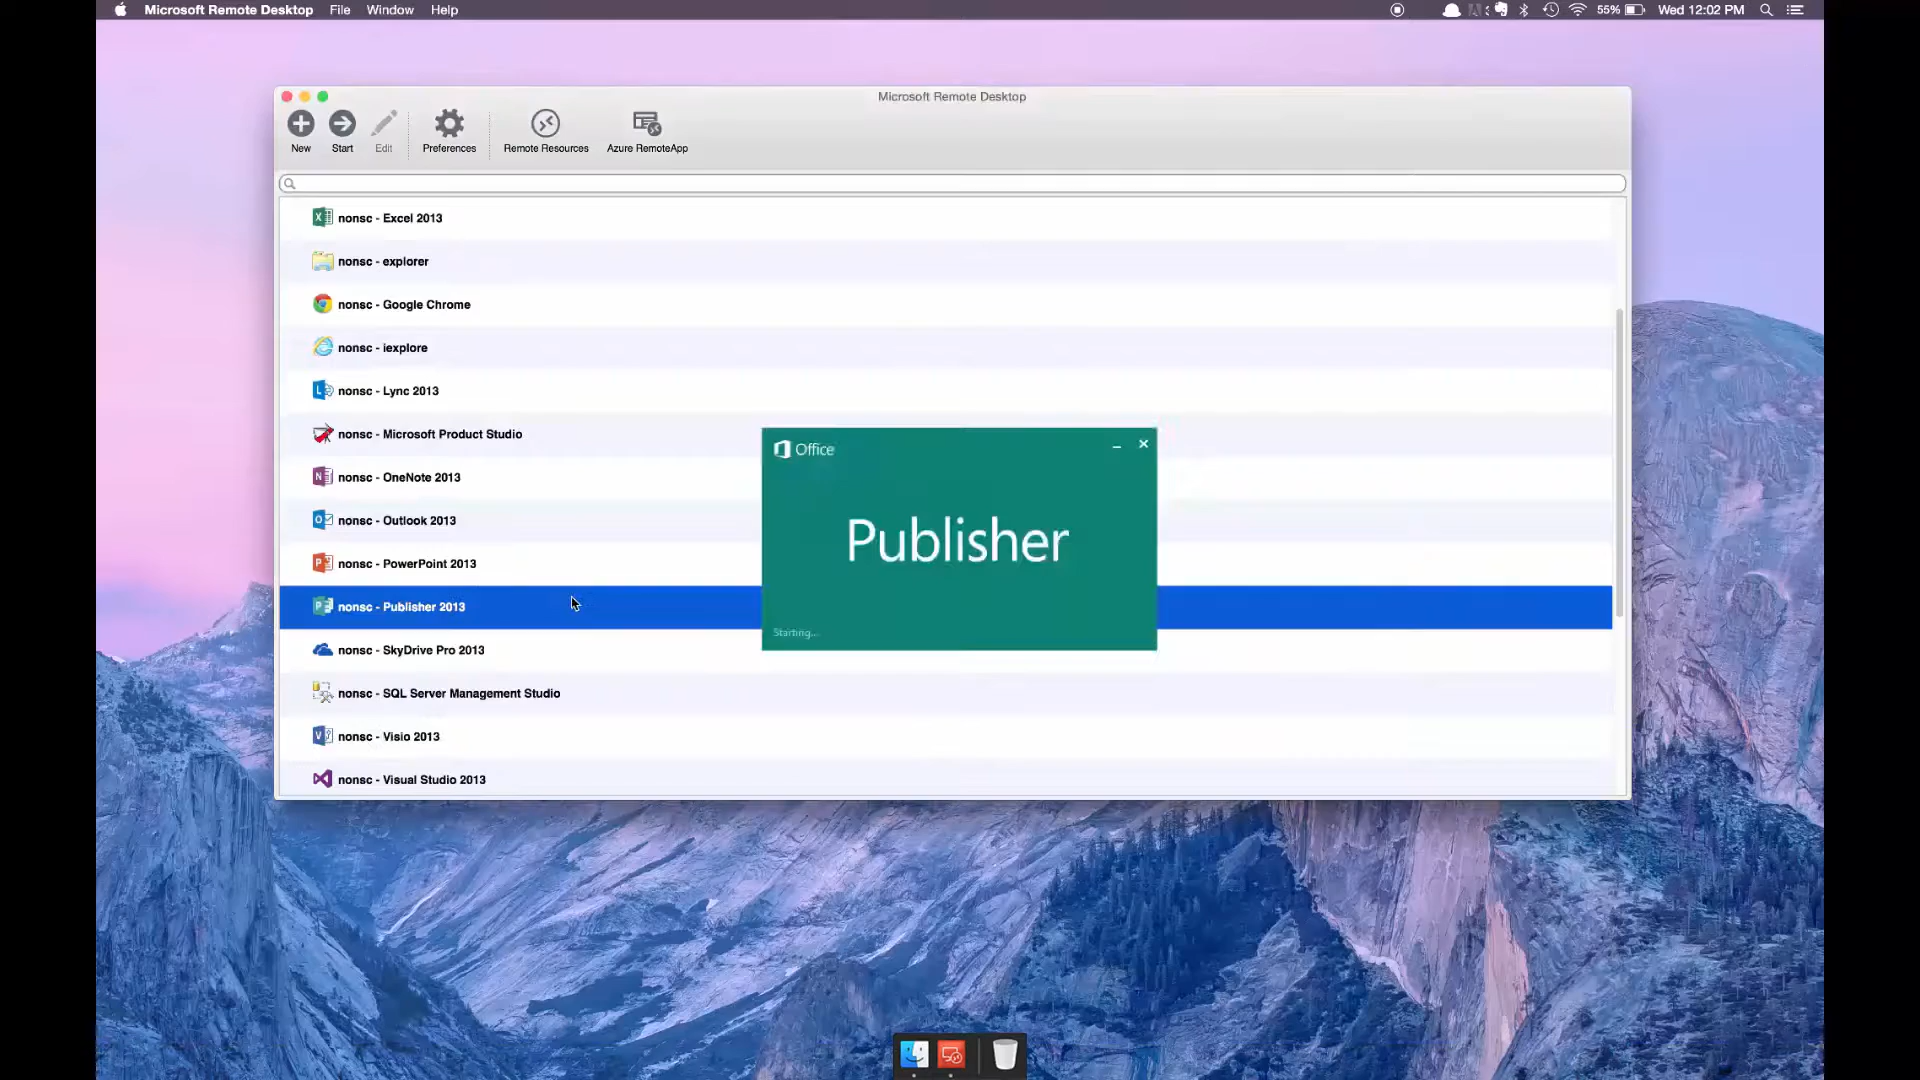 Microsoft Remote Desktop File Window Help 55% Wed 12:02 PM
Microsoft Remote Desktop
New Start Edit Preferences Remote Resources Azure RemoteApp
nonsc - Excel 2013
nonsc - explorer
nonsc - Google Chrome
nonsc - iexplore
nonsc - Lync 2013
nonsc - Microsoft Product Studio
nonsc - OneNote 2013
nonsc - Outlook 2013
nonsc - PowerPoint 2013
nonsc - Publisher 2013
nonsc - SkyDrive Pro 2013
nonsc - SQL Server Management Studio
nonsc - Visio 2013
nonsc - Visual Studio 2013
Office
Publisher
Starting...